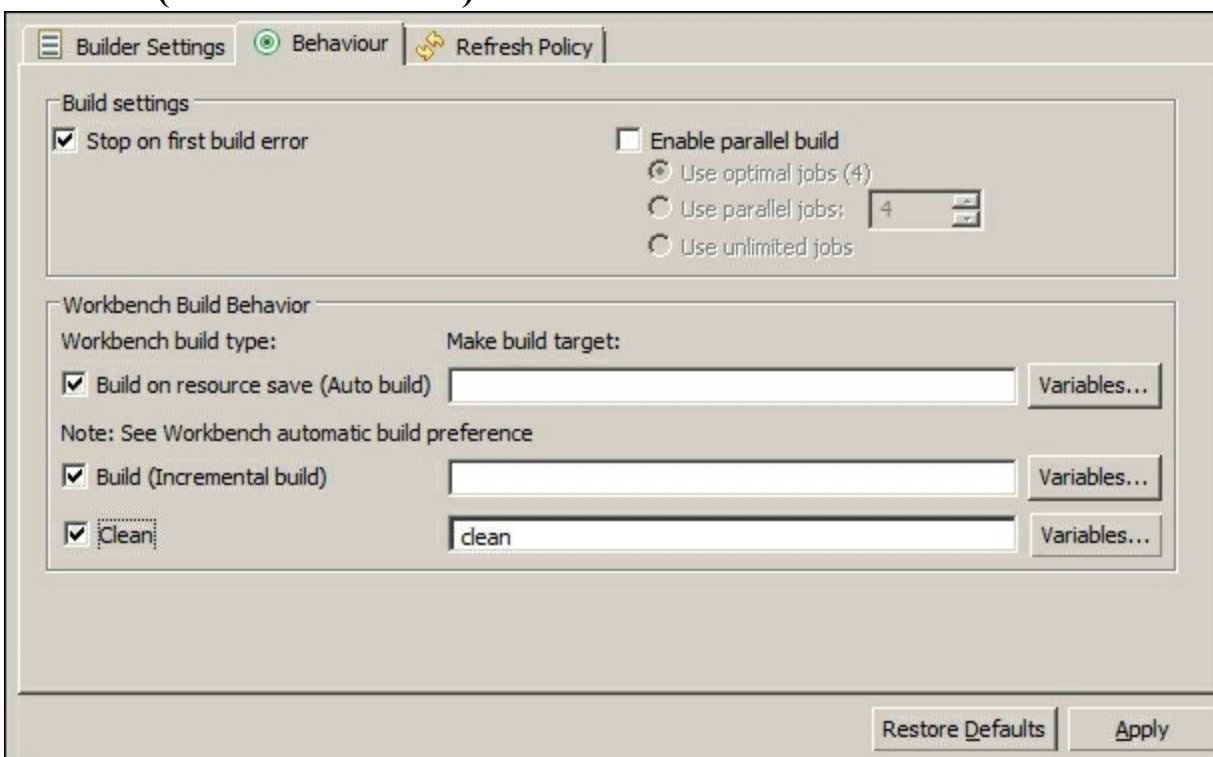 Builder Settings Behaviour Refresh Policy
Build settings
Stop on first build error Enable parallel build
Use optimal jobs (4)
Use parallel jobs: 4
Use unlimited jobs
Workbench Build Behavior
Workbench build type: Make build target:
Build on resource save (Auto build) Variables...
Note: See Workbench automatic build preference
Build (Incremental build) Variables...
Clean clean Variables...
Restore Defaults Apply